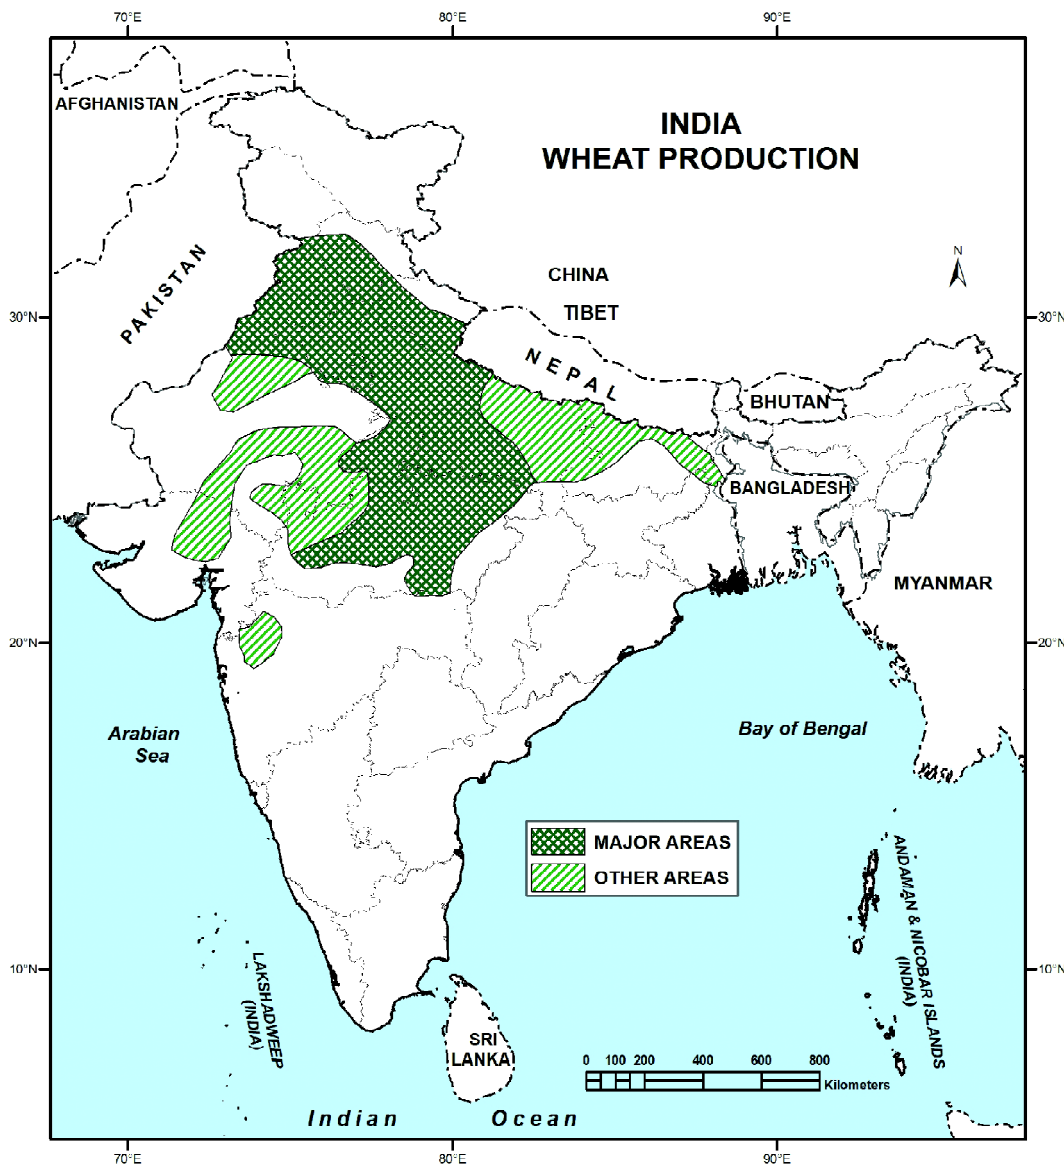 70°E
80°E
90°E
AFGHANISTAN
INDIA
WHEAT PRODUCTION
N
PAKISTAN
CHINA
TIBET
30°N
30°N
NEPAL
BHUTAN
BANGLADESH
MYANMAR
20°N
20°N
Arabian
Sea
Bay of Bengal
MAJOR AREAS
OTHER AREAS
ANDAMAN & NICOBAR ISLANDS
(INDIA)
LAKSHADWEEP
(INDIA)
10°N
10°N
SRI
LANKA
0 100 200 400 600 800
Kilometers
Indian Ocean
70°E
80°E
90°E